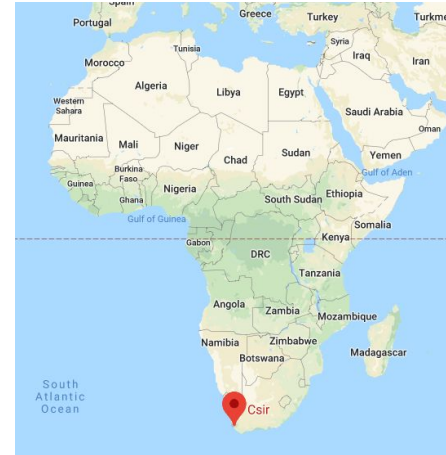 Spain
Portugal
Greece
Turkey
Turkm
Tunisia
Syria
Iraq
Iran
Morocco
Algeria
Libya
Egypt
Western
Sahara
Saudi Arabia
Oman
Mauritania
Mali
Niger
Chad
Sudan
Yemen
Gulf of Aden
Burkina
Faso
Guinea
Ghana
Nigeria
South Sudan
Ethiopia
Gulf of Guinea
Somalia
Gabon
Kenya
DRC
Tanzania
Angola
Zambia
Mozambique
Namibia
Zimbabwe
Botswana
Madagascar
South
Atlantic
Ocean
Csir